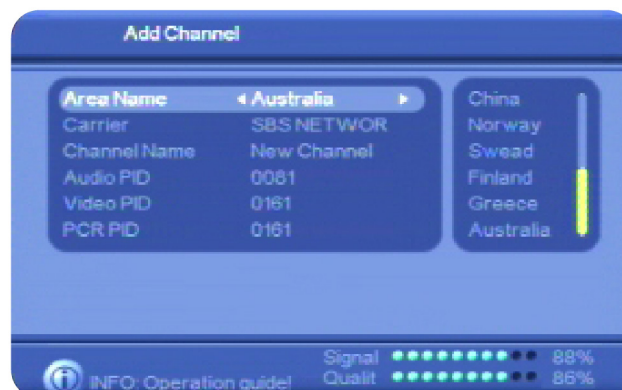 Add Channel
Area Name Australia
Carrier SBS NETWOR
Channel Name New Channel
Audio PID 0081
Video PID 0161
PCR PID 0161
China
Norway
Swead
Finland
Greece
Australia
Signal 88%
INFO: Operation guide! Qualit 86%